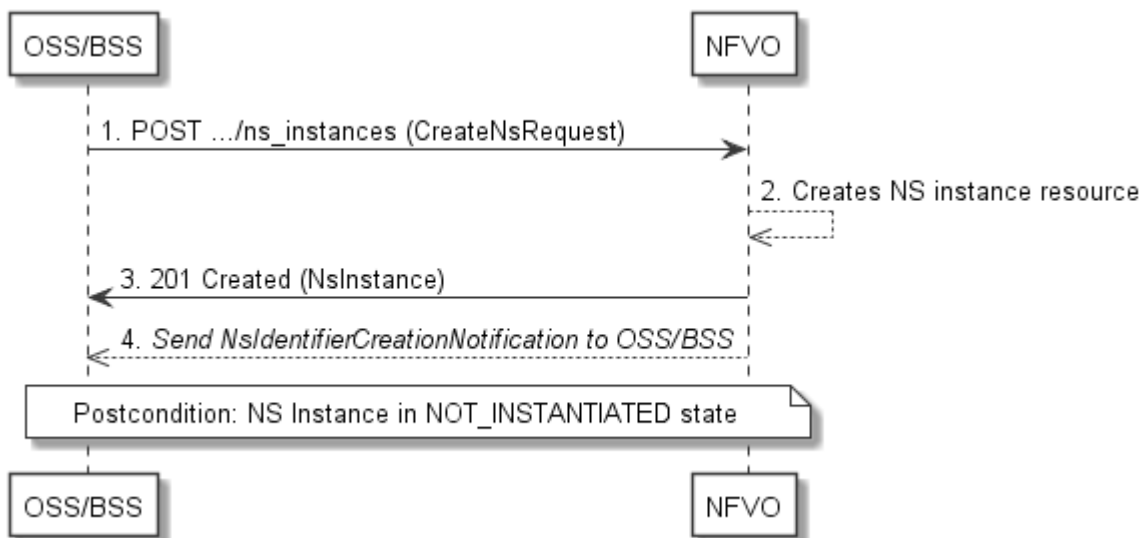 OSS/BSS
NFVO
1. POST .../ns_instances (CreateNsRequest)
2. Creates NS instance resource
3. 201 Created (NsInstance)
4. Send NsIdentifierCreationNotification to OSS/BSS
Postcondition: NS Instance in NOT_INSTANTIATED state
OSS/BSS
NFVO